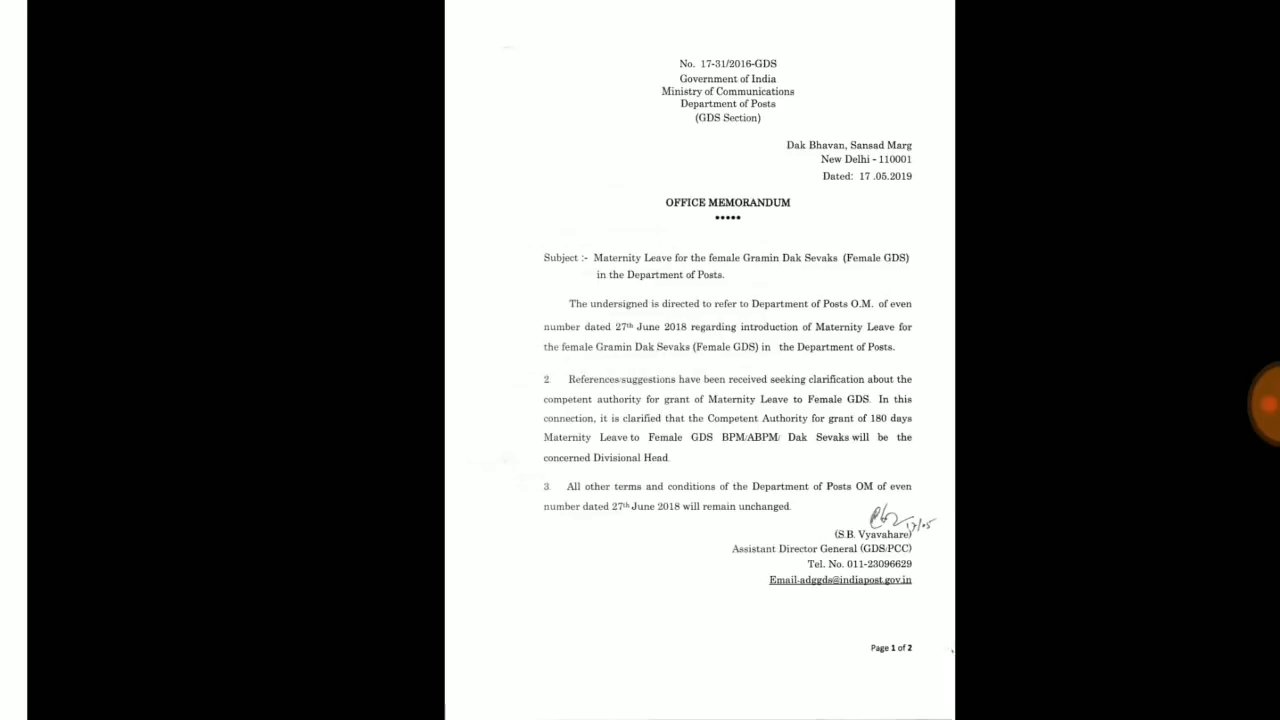 No. 17-31/2016-GDS
Government of India
Ministry of Communications
Department of Posts
(GDS Section)
Dak Bhavan, Sansad Marg
New Delhi - 110001
Dated: 17 .05.2019
OFFICE MEMORANDUM
*****
Subject :- Maternity Leave for the female Gramin Dak Sevaks (Female GDS)
in the Department of Posts.
The undersigned is directed to refer to Department of Posts O.M. of even
number dated 27th June 2018 regarding introduction of Maternity Leave for
the female Gramin Dak Sevaks (Female GDS) in the Department of Posts.
2. References/suggestions have been received seeking clarification about the
competent authority for grant of Maternity Leave to Female GDS. In this
connection, it is clarified that the Competent Authority for grant of 180 days
Maternity Leave to Female GDS BPM/ABPM/ Dak Sevaks will be the
concerned Divisional Head.
3. All other terms and conditions of the Department of Posts OM of even
number dated 27th June 2018 will remain unchanged.
17/05
(S.B. Vyavahare)
Assistant Director General (GDS/PCC)
Tel. No. 011-23096629
Email-adggds@indiapost.gov.in
Page 1 of 2